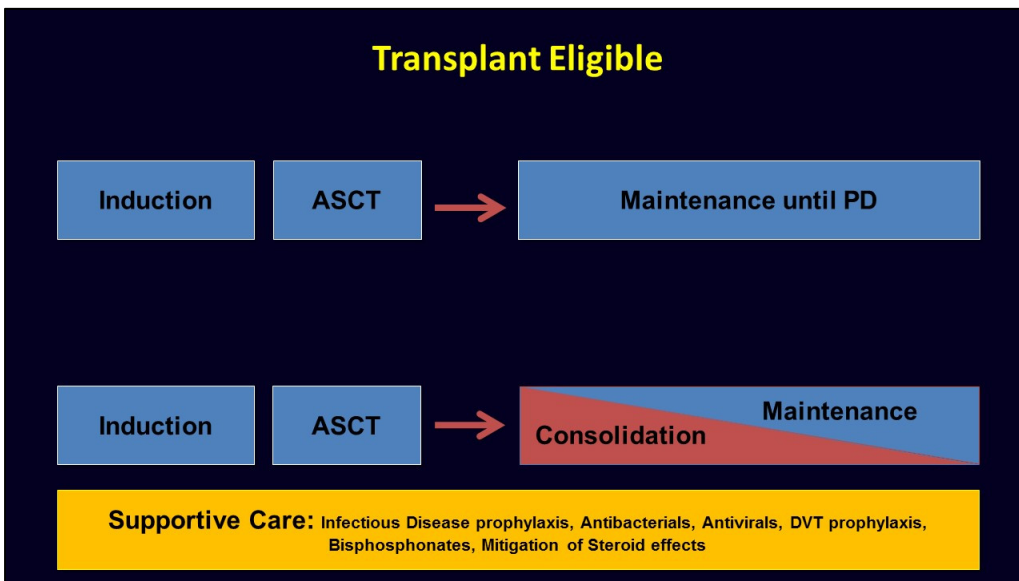 Transplant Eligible
Induction
ASCT
Maintenance until PD
Induction
ASCT
Maintenance
Consolidation
Supportive Care: Infectious Disease prophylaxis, Antibacterials, Antivirals, DVT prophylaxis,
Bisphosphonates, Mitigation of Steroid effects